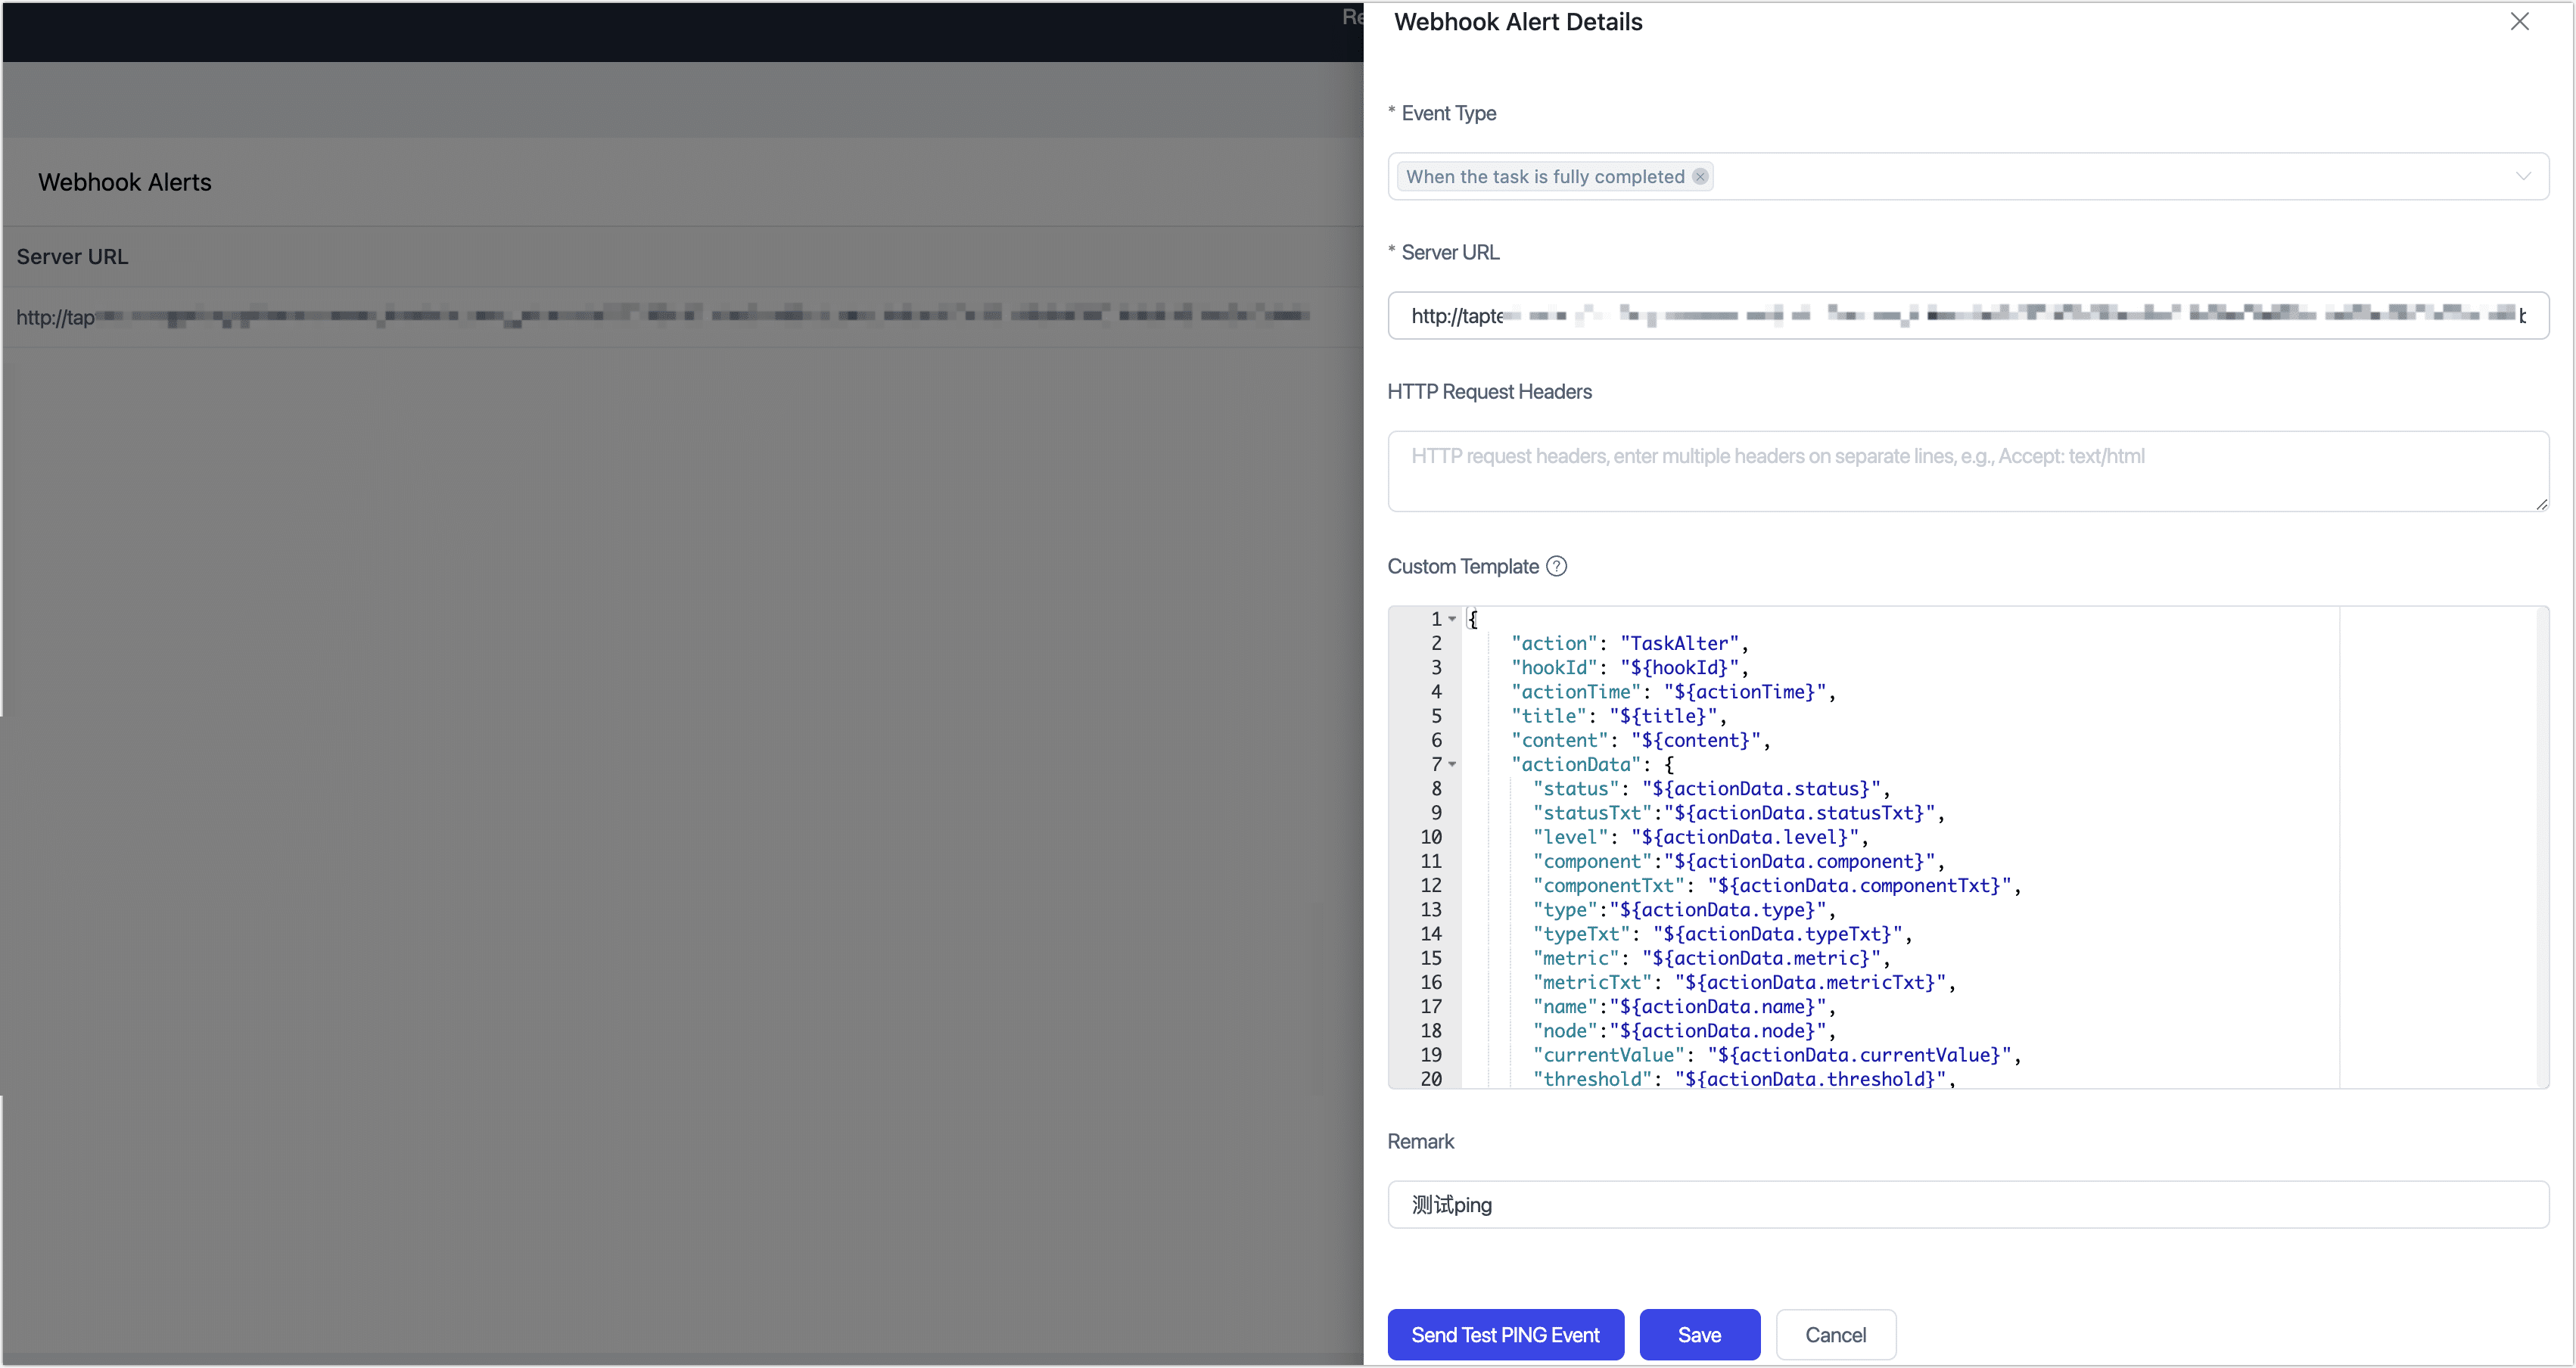 Webhook Alert Details
* Event Type
When the task is fully completed
Webhook Alerts
Server URL
http://tap
* Server URL
http://tapte
HTTP Request Headers
HTTP request headers, enter multiple headers on separate lines, e.g., Accept: text/html
Custom Template ?
1 {
2 "action": "TaskAlter",
3 "hookId": "${hookId}",
4 "actionTime": "${actionTime}",
5 "title": "${title}",
6 "content": "${content}",
7 "actionData": {
8 "status": "${actionData.status}",
9 "statusTxt":"${actionData.statusTxt}",
10 "level": "${actionData.level}",
11 "component":"${actionData.component}",
12 "componentTxt": "${actionData.componentTxt}",
13 "type":"${actionData.type}",
14 "typeTxt": "${actionData.typeTxt}",
15 "metric": "${actionData.metric}",
16 "metricTxt": "${actionData.metricTxt}",
17 "name":"${actionData.name}",
18 "node":"${actionData.node}",
19 "currentValue": "${actionData.currentValue}",
20 "threshold": "${actionData.threshold}",
Remark
测试ping
Send Test PING Event
Save
Cancel